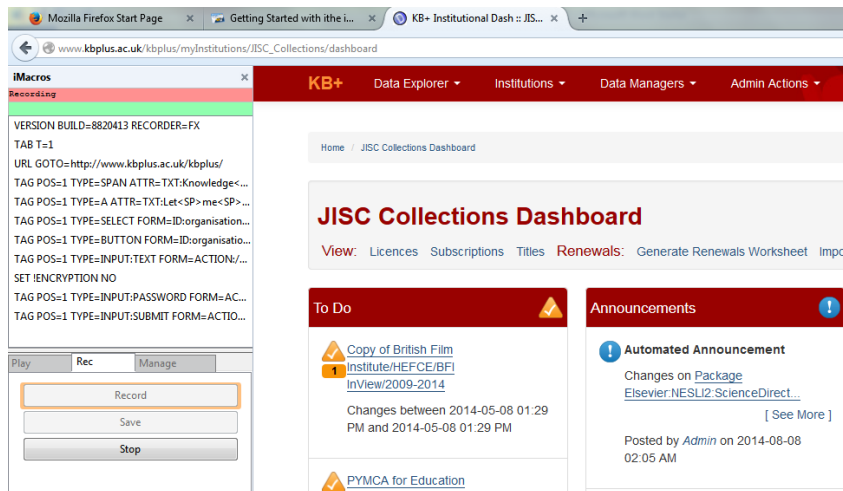 Mozilla Firefox Start Page × Getting Started with ithe i... × KB+ Institutional Dash :: JIS... × +
www.kbplus.ac.uk/kbplus/myInstitutions/JISC_Collections/dashboard
iMacros ×
Recording
VERSION BUILD=8820413 RECORDER=FX
TAB T=1
URL GOTO=http://www.kbplus.ac.uk/kbplus/
TAG POS=1 TYPE=SPAN ATTR=TXT:Knowledge<...
TAG POS=1 TYPE=A ATTR=TXT:Let<SP>me<SP>...
TAG POS=1 TYPE=SELECT FORM=ID:organisation...
TAG POS=1 TYPE=BUTTON FORM=ID:organisatio...
TAG POS=1 TYPE=INPUT:TEXT FORM=ACTION:/...
SET !ENCRYPTION NO
TAG POS=1 TYPE=INPUT:PASSWORD FORM=AC...
TAG POS=1 TYPE=INPUT:SUBMIT FORM=ACTIO...
Play Rec Manage
Record
Save
Stop
KB+ Data Explorer Institutions Data Managers Admin Actions
Home / JISC Collections Dashboard
JISC Collections Dashboard
View: Licences Subscriptions Titles Renewals: Generate Renewals Worksheet Impo
To Do
Copy of British Film
Institute/HEFCE/BFI
1
InView/2009-2014
Changes between 2014-05-08 01:29
PM and 2014-05-08 01:29 PM
PYMCA for Education
Announcements
Automated Announcement
Changes on Package
Elsevier:NESLI2:ScienceDirect...
[ See More ]
Posted by Admin on 2014-08-08
02:05 AM